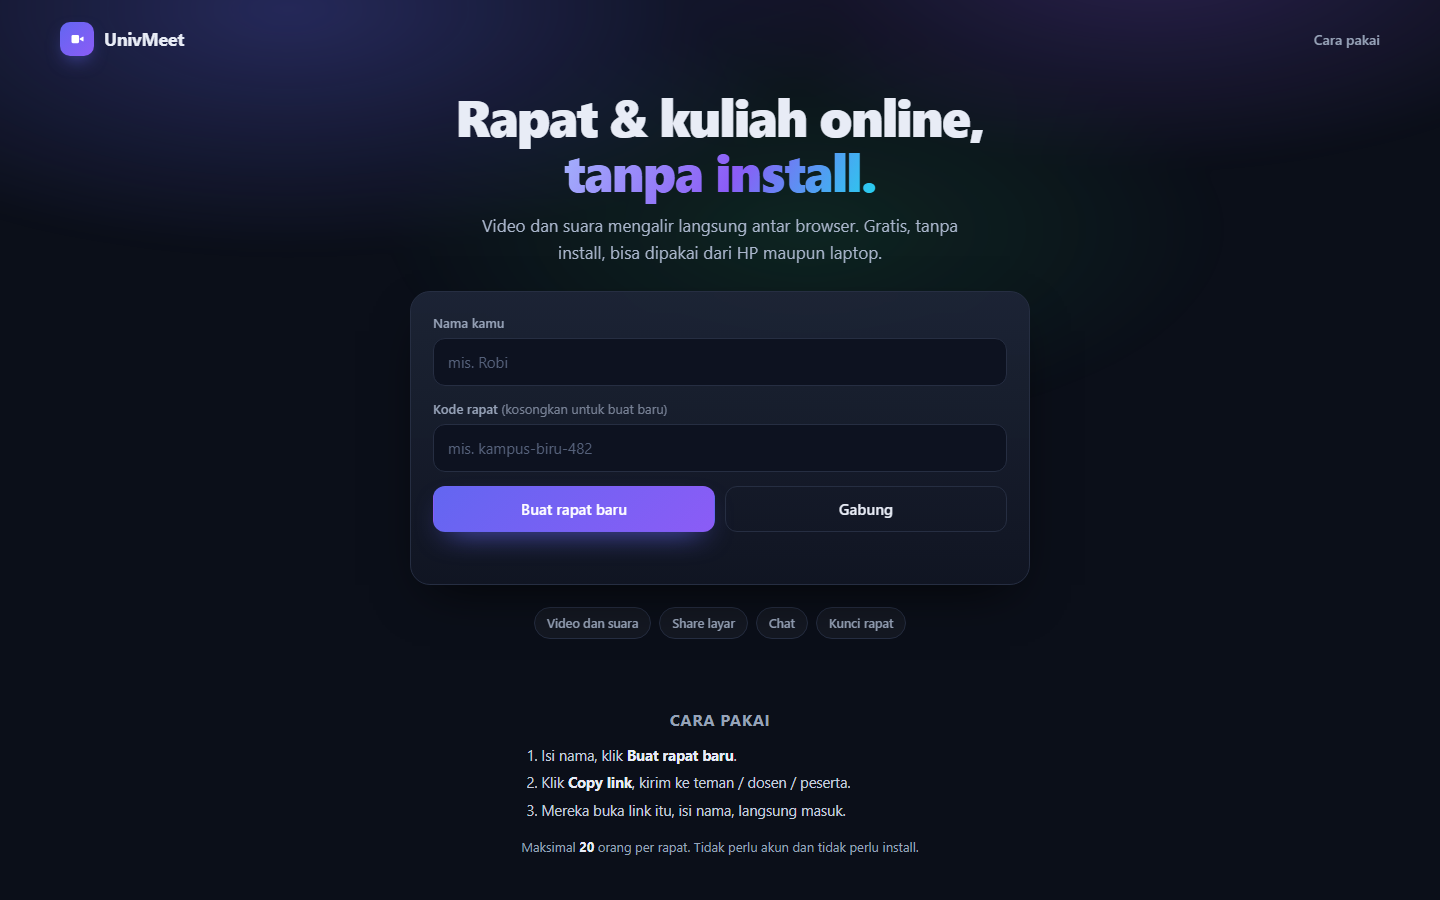 UnivMeet
Cara pakai
Rapat & kuliah online,
tanpa install.
Video dan suara mengalir langsung antar browser. Gratis, tanpa
install, bisa dipakai dari HP maupun laptop.
Nama kamu
mis. Robi
Kode rapat (kosongkan untuk buat baru)
mis. kampus-biru-482
Buat rapat baru
Gabung
Video dan suara
Share layar
Chat
Kunci rapat
CARA PAKAI
1. Isi nama, klik Buat rapat baru.
2. Klik Copy link, kirim ke teman / dosen / peserta.
3. Mereka buka link itu, isi nama, langsung masuk.
Maksimal 20 orang per rapat. Tidak perlu akun dan tidak perlu install.